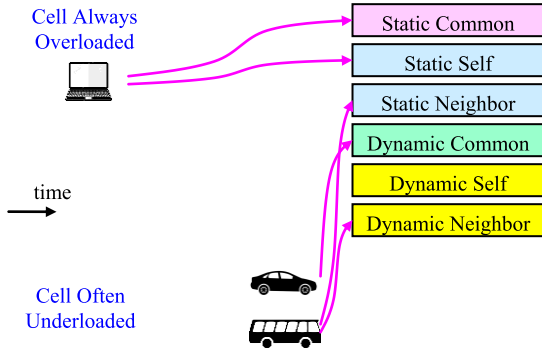 Cell Always
Overloaded
Static Common
Static Self
Static Neighbor
Dynamic Common
Dynamic Self
Dynamic Neighbor
time
Cell Often
Underloaded